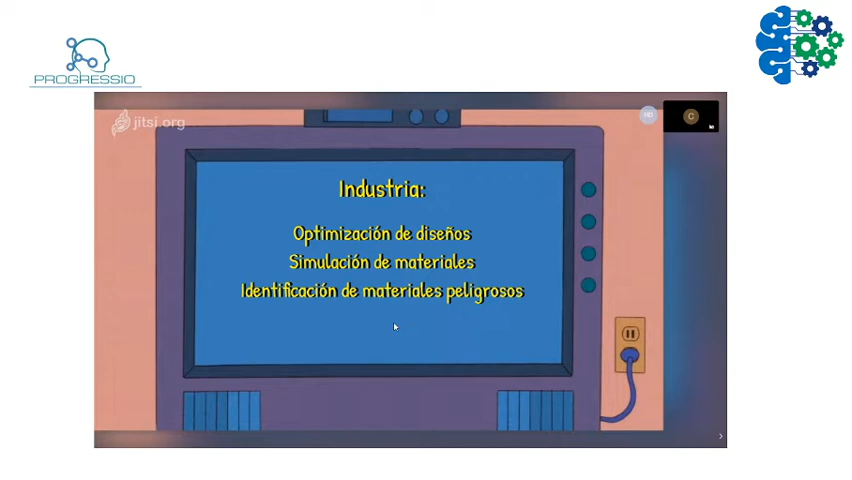 PROGRESSIO
jitsi.org
C
Industria:
Optimización de diseños
Simulación de materiales
Identificación de materiales peligrosos